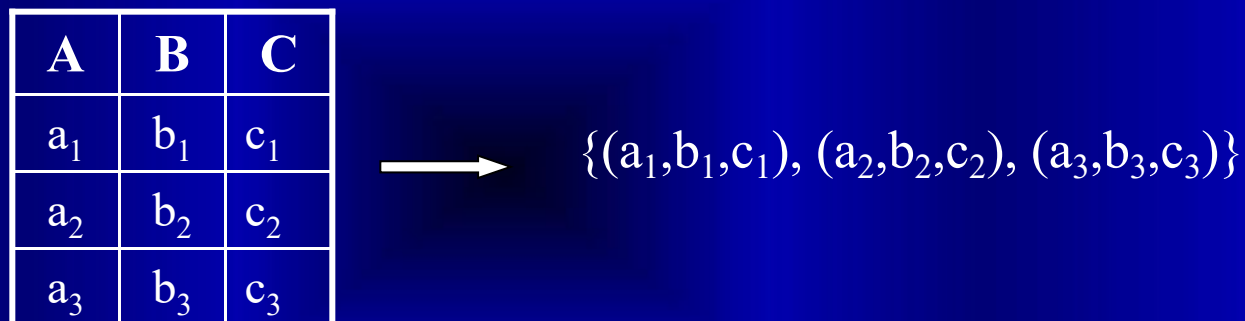 A B C
a₁ b₁ c₁
{(a₁,b₁,c₁), (a₂,b₂,c₂), (a₃,b₃,c₃)}
a₂ b₂ c₂
a₃ b₃ c₃